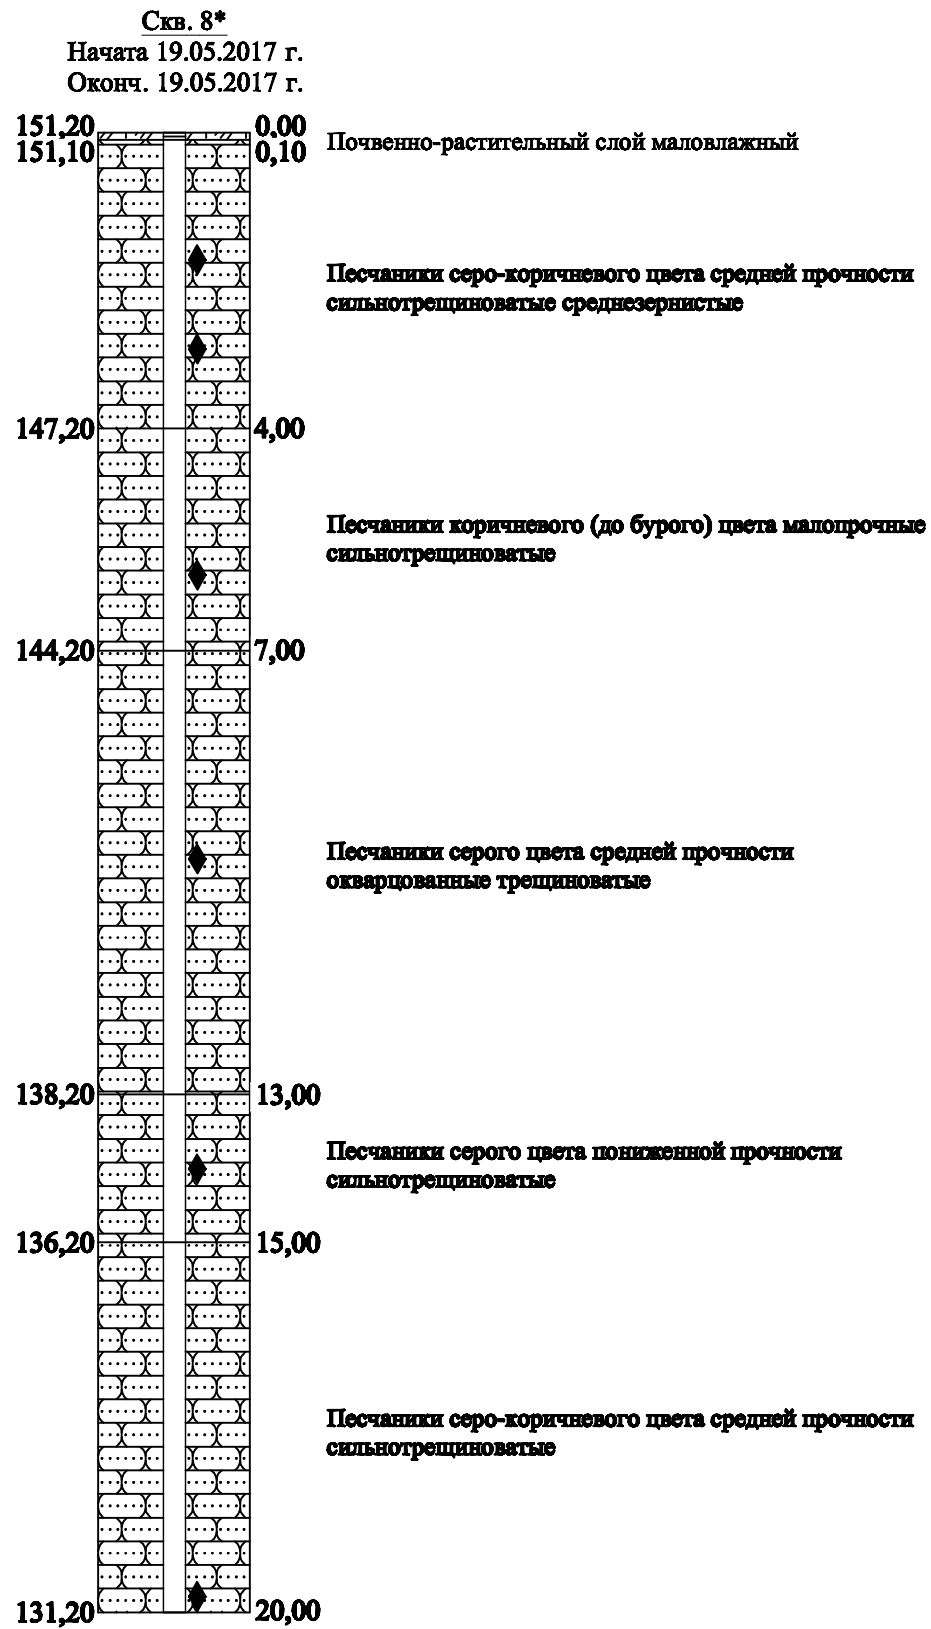 Скв. 8*
Начата 19.05.2017 г.
Оконч. 19.05.2017 г.
151,20 0,00
151,10 0,10
Почвенно-растительный слой маловлажный
Песчаники серо-коричневого цвета средней прочности
сильнотрещиноватые среднезернистые
147,20 4,00
Песчаники коричневого (до бурого) цвета малопрочные
сильнотрещиноватые
144,20 7,00
Песчаники серого цвета средней прочности
окварцованные трещиноватые
138,20 13,00
Песчаники серого цвета пониженной прочности
сильнотрещиноватые
136,20 15,00
Песчаники серо-коричневого цвета средней прочности
сильнотрещиноватые
131,20 20,00